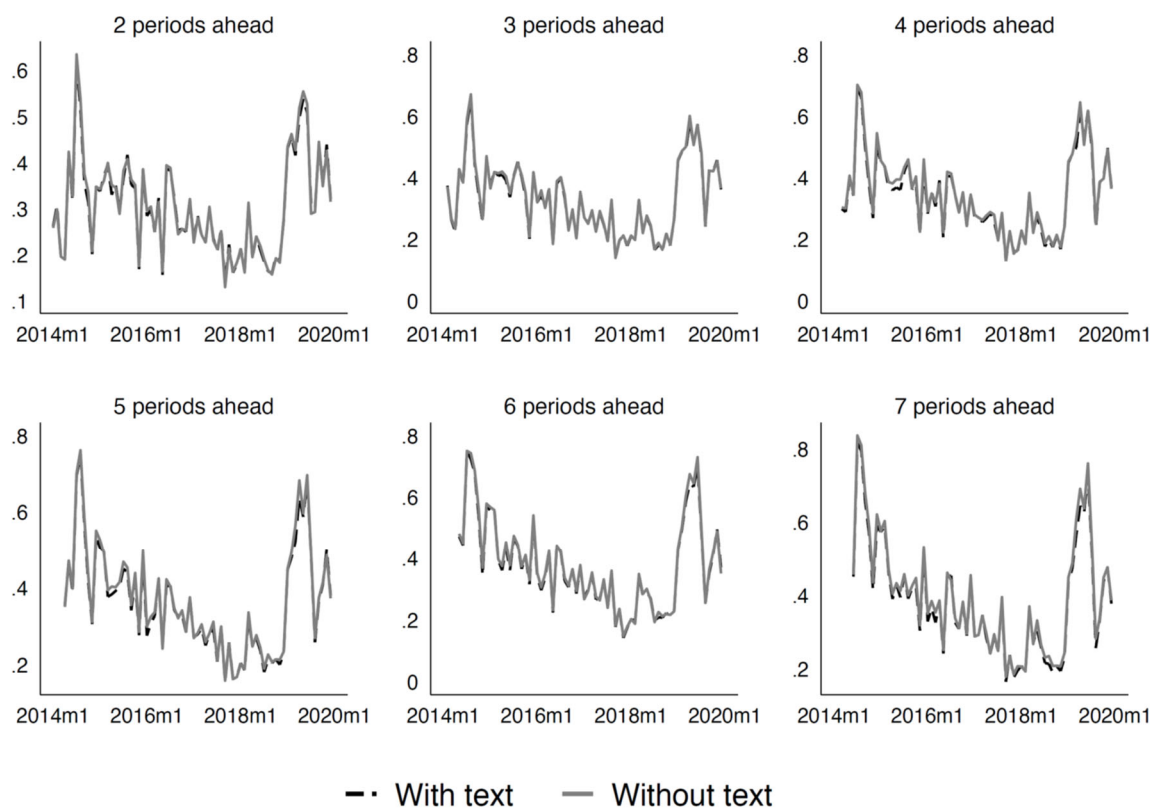 2 periods ahead
.6
.5
.4
.3
.2
.1
2014m1 2016m1 2018m1 2020m1
3 periods ahead
.8
.6
.4
.2
0
2014m1 2016m1 2018m1 2020m1
4 periods ahead
.8
.6
.4
.2
0
2014m1 2016m1 2018m1 2020m1
5 periods ahead
.8
.6
.4
.2
2014m1 2016m1 2018m1 2020m1
6 periods ahead
.8
.6
.4
.2
0
2014m1 2016m1 2018m1 2020m1
7 periods ahead
.8
.6
.4
.2
2014m1 2016m1 2018m1 2020m1
With text Without text